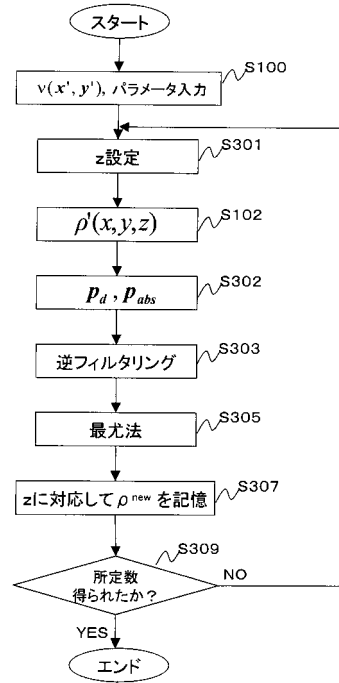 スタート
S100
ν(x', y'), パラメータ入力
S301
z設定
S102
ρ'(x,y,z)
S302
p_d , p_abs
S303
逆フィルタリング
S305
最尤法
S307
zに対応してρ^new を記憶
S309
所定数
得られたか？
NO
YES
エンド